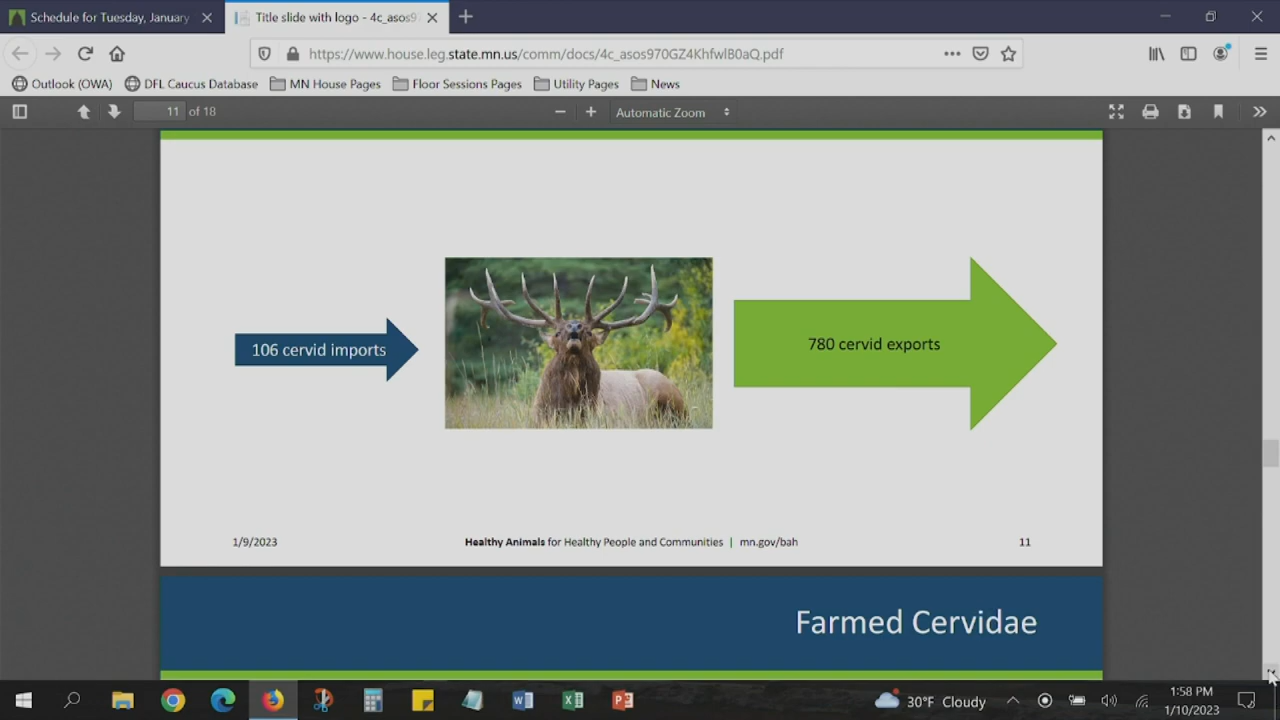 Schedule for Tuesday, January
Title slide with logo - 4c_asos9
https://www.house.leg.state.mn.us/comm/docs/4c_asos970GZ4KhfwlB0aQ.pdf
Outlook (OWA) DFL Caucus Database MN House Pages Floor Sessions Pages Utility Pages News
11 of 18 Automatic Zoom
106 cervid imports
780 cervid exports
1/9/2023 Healthy Animals for Healthy People and Communities | mn.gov/bah 11
Farmed Cervidae
30°F Cloudy
1:58 PM
1/10/2023